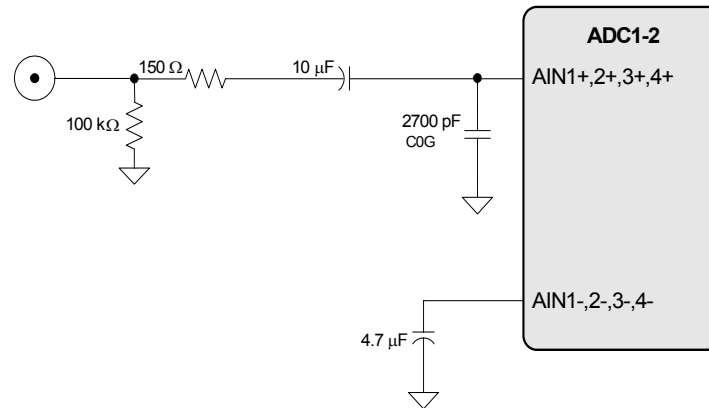 ADC1-2
150 Ω
10 µF
AIN1+,2+,3+,4+
100 kΩ
2700 pF
C0G
AIN1-,2-,3-,4-
4.7 µF